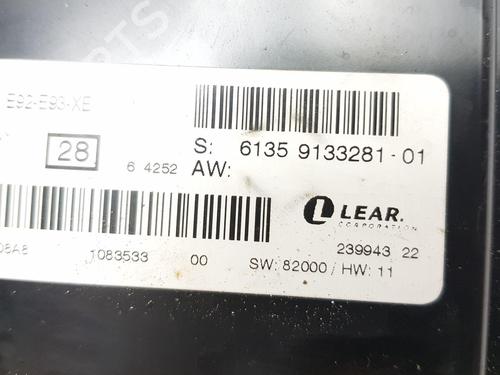 E92-E93-XE
S: 6135 9133281-01
28
6 4252
AW:
LEAR.
CORPORATION
08A8
1083533 00
239943 22
SW: 82000 / HW: 11